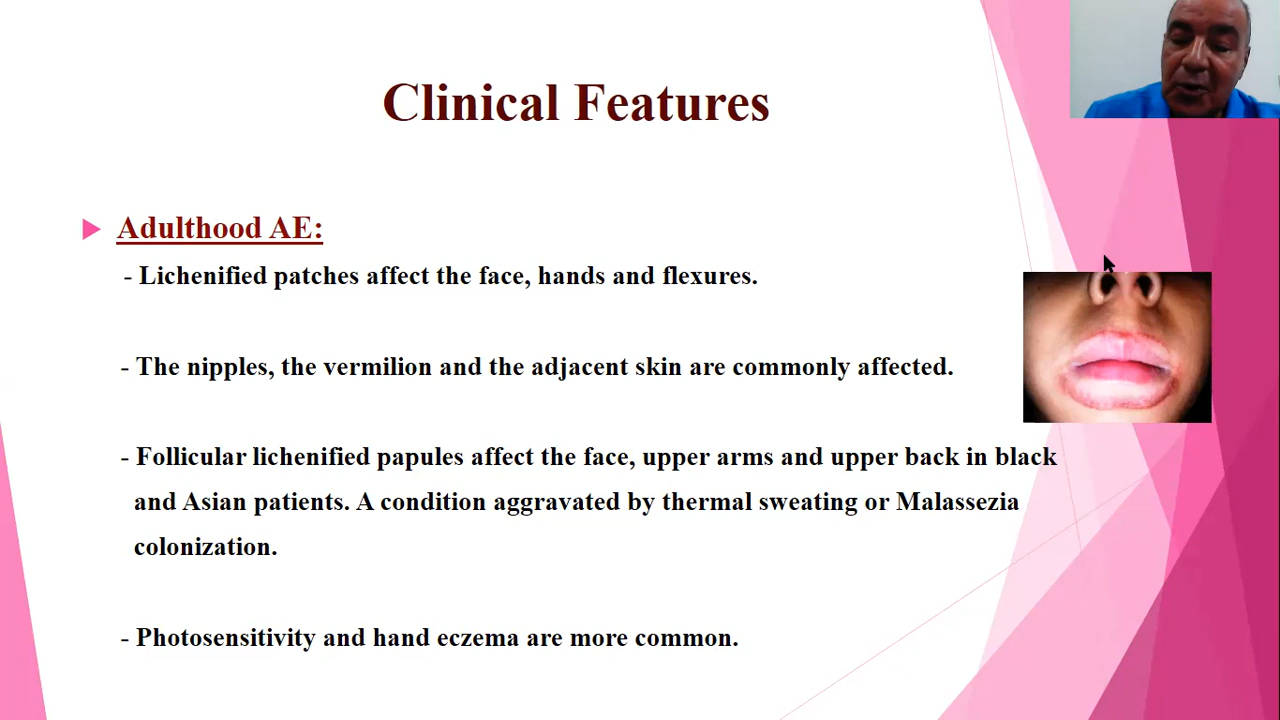 Clinical Features
Adulthood AE:
- Lichenified patches affect the face, hands and flexures.
- The nipples, the vermilion and the adjacent skin are commonly affected.
- Follicular lichenified papules affect the face, upper arms and upper back in black
and Asian patients. A condition aggravated by thermal sweating or Malassezia
colonization.
- Photosensitivity and hand eczema are more common.